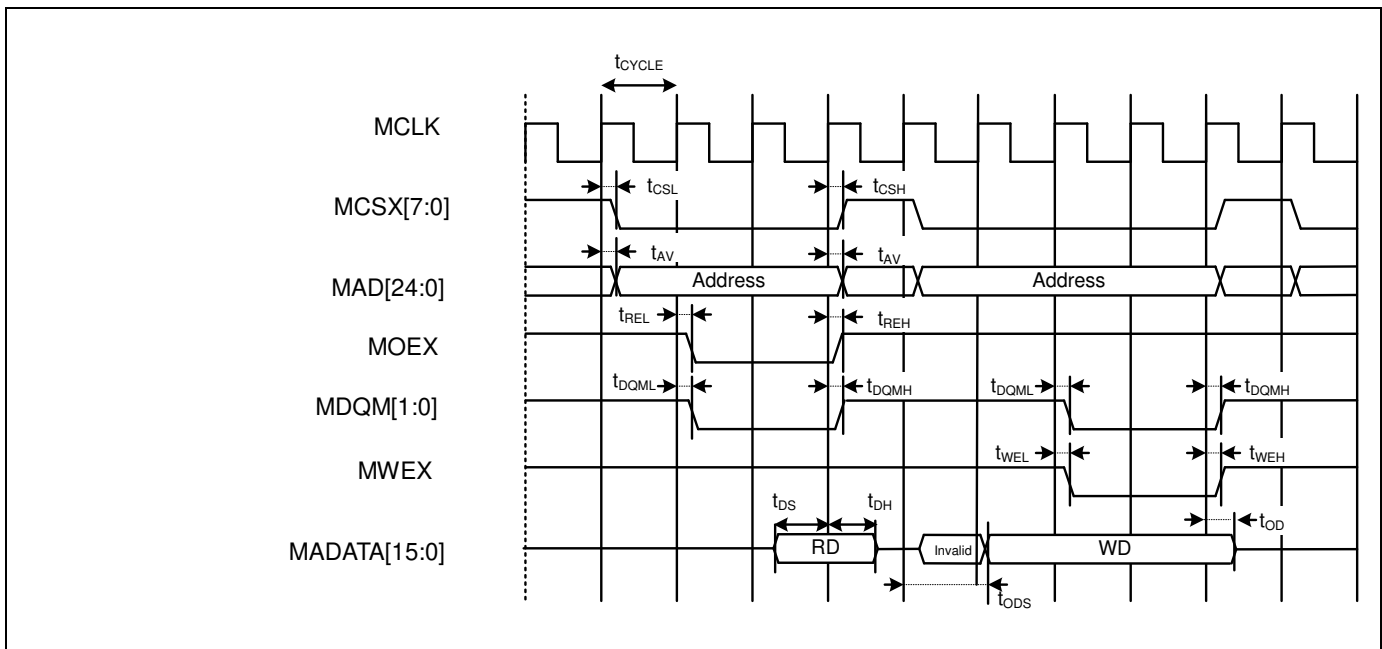 tCYCLE
MCLK
MCSX[7:0] tCSL tCSH
tAV tAV
MAD[24:0] Address Address
tREL tREH
MOEX
tDQML tDQMH tDQML tDQMH
MDQM[1:0]
MWEX tWEL tWEH
tDS tDH
MADATA[15:0] RD Invalid WD tOD
tODS